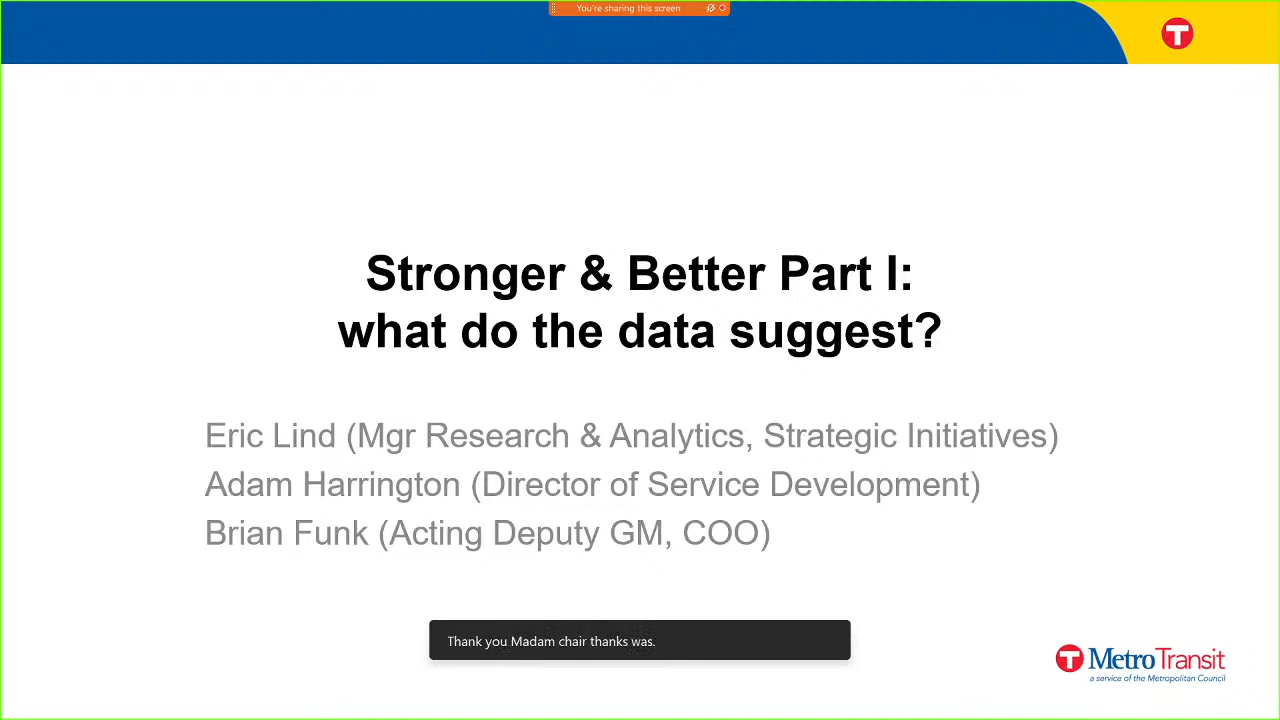 You're sharing this screen
T
Stronger & Better Part I:
what do the data suggest?
Eric Lind (Mgr Research & Analytics, Strategic Initiatives)
Adam Harrington (Director of Service Development)
Brian Funk (Acting Deputy GM, COO)
Thank you Madam chair thanks was.
T MetroTransit
a service of the Metropolitan Council